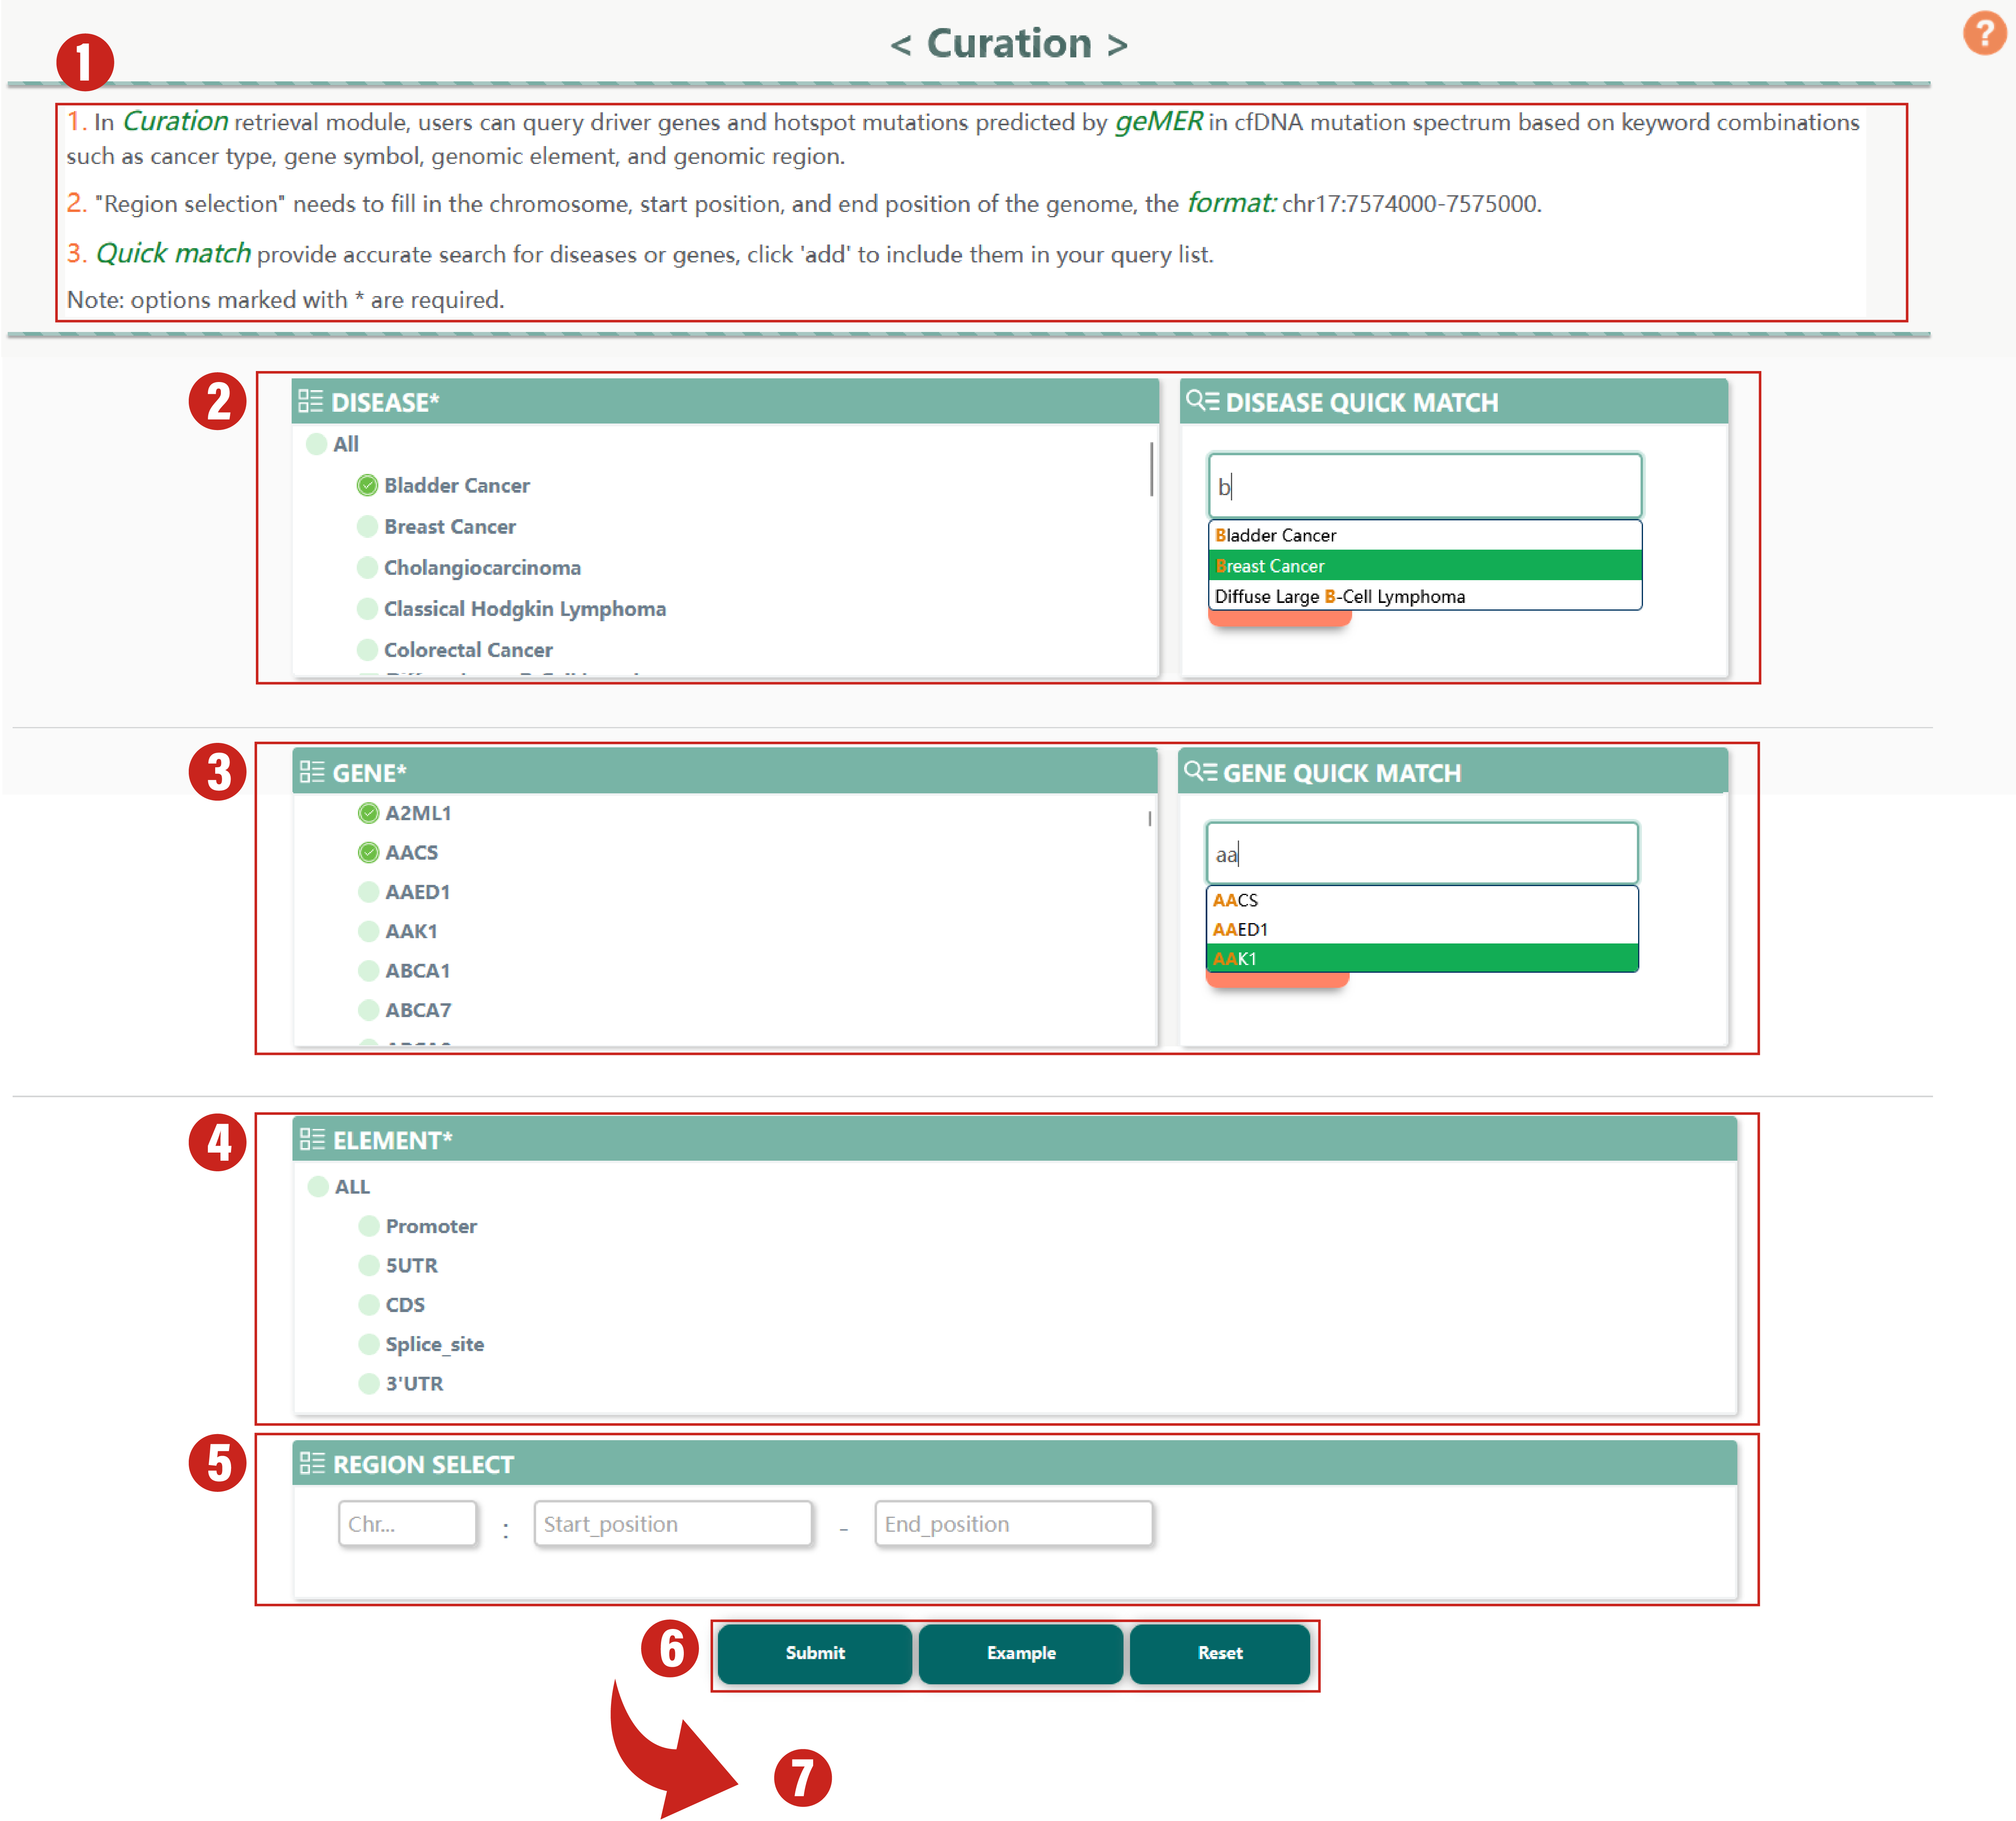 < Curation >
?
1
1. In Curation retrieval module, users can query driver genes and hotspot mutations predicted by geMER in cfDNA mutation spectrum based on keyword combinations
such as cancer type, gene symbol, genomic element, and genomic region.
2. "Region selection" needs to fill in the chromosome, start position, and end position of the genome, the format: chr17:7574000-7575000.
3. Quick match provide accurate search for diseases or genes, click 'add' to include them in your query list.
Note: options marked with * are required.
2
DISEASE*
All
Bladder Cancer
Breast Cancer
Cholangiocarcinoma
Classical Hodgkin Lymphoma
Colorectal Cancer
DISEASE QUICK MATCH
b
Bladder Cancer
Breast Cancer
Diffuse Large B-Cell Lymphoma
3
GENE*
A2ML1
AACS
AAED1
AAK1
ABCA1
ABCA7
GENE QUICK MATCH
aa
AACS
AAED1
AAK1
4
ELEMENT*
ALL
Promoter
5UTR
CDS
Splice_site
3'UTR
5
REGION SELECT
Chr... : Start_position - End_position
6
Submit Example Reset
7